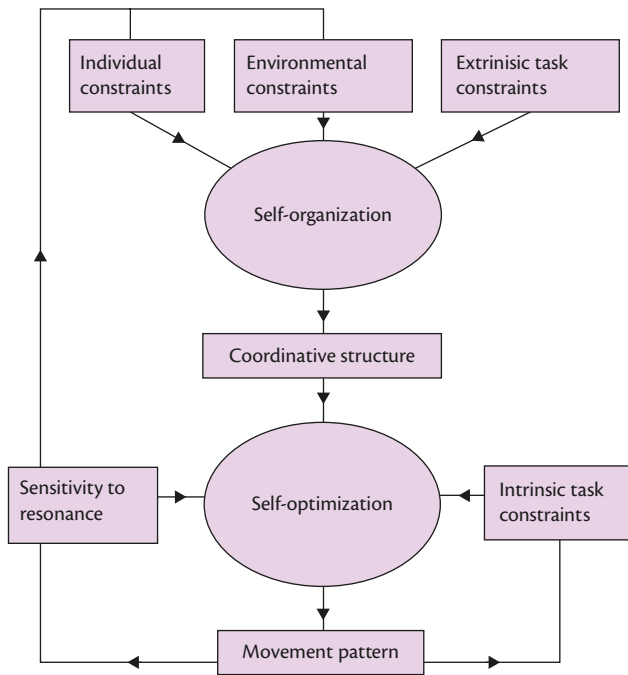 Individual
constraints
Environmental
constraints
Extrinisic task
constraints
Self-organization
Coordinative structure
Sensitivity to
resonance
Self-optimization
Intrinsic task
constraints
Movement pattern